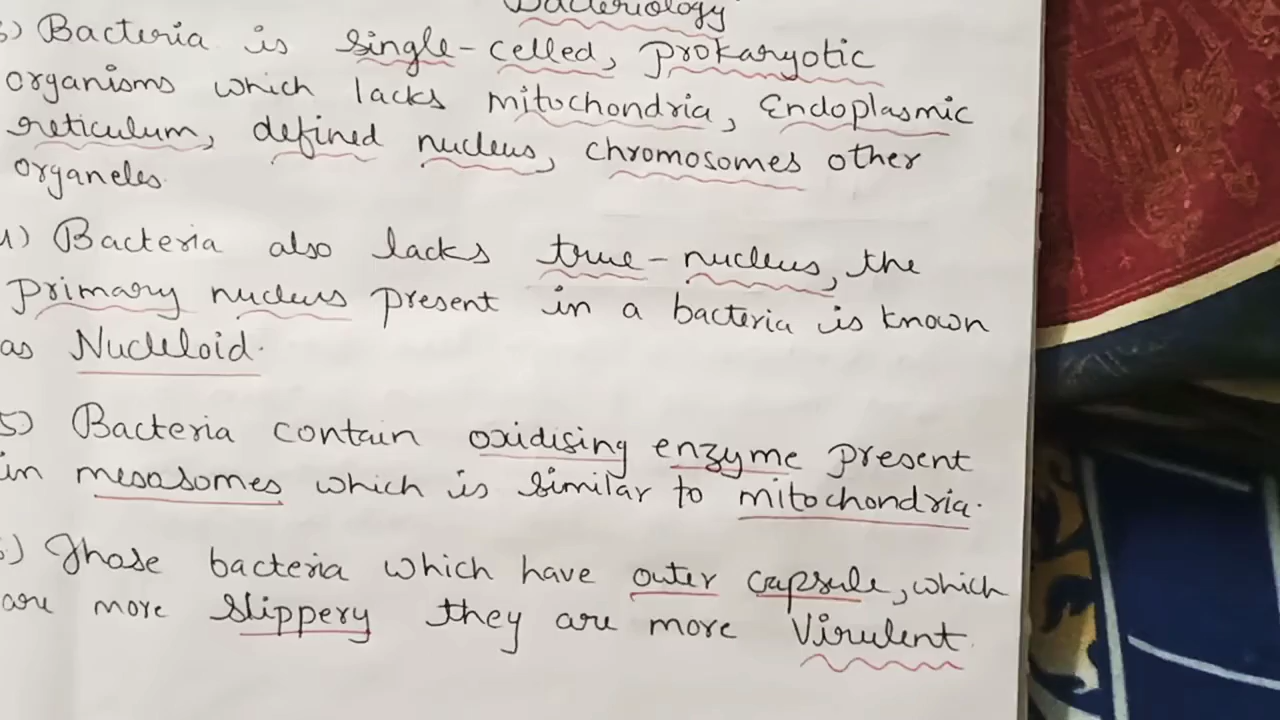 Bacteriology
3) Bacteria is single-celled, prokaryotic
organisms which lacks mitochondria, Endoplasmic
reticulum, defined nucleus, chromosomes other
organeles.
4) Bacteria also lacks true-nucleus, the
primary nucleus present in a bacteria is known
as Nucleloid.
5) Bacteria contain oxidising enzyme present
in mesasomes which is similar to mitochondria.
6) Those bacteria which have outer capsule, which
are more slippery they are more Virulent.